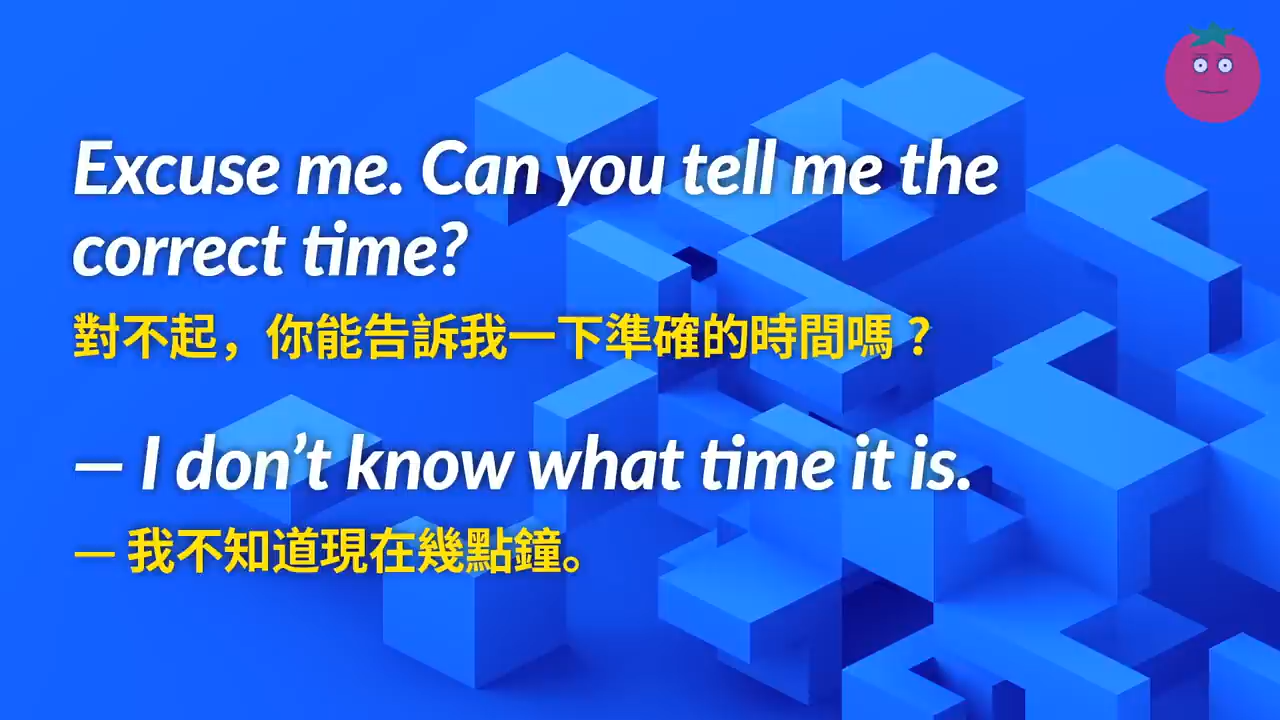 Excuse me. Can you tell me the
correct time?
對不起，你能告訴我一下準確的時間嗎？
— I don’t know what time it is.
— 我不知道現在幾點鐘。